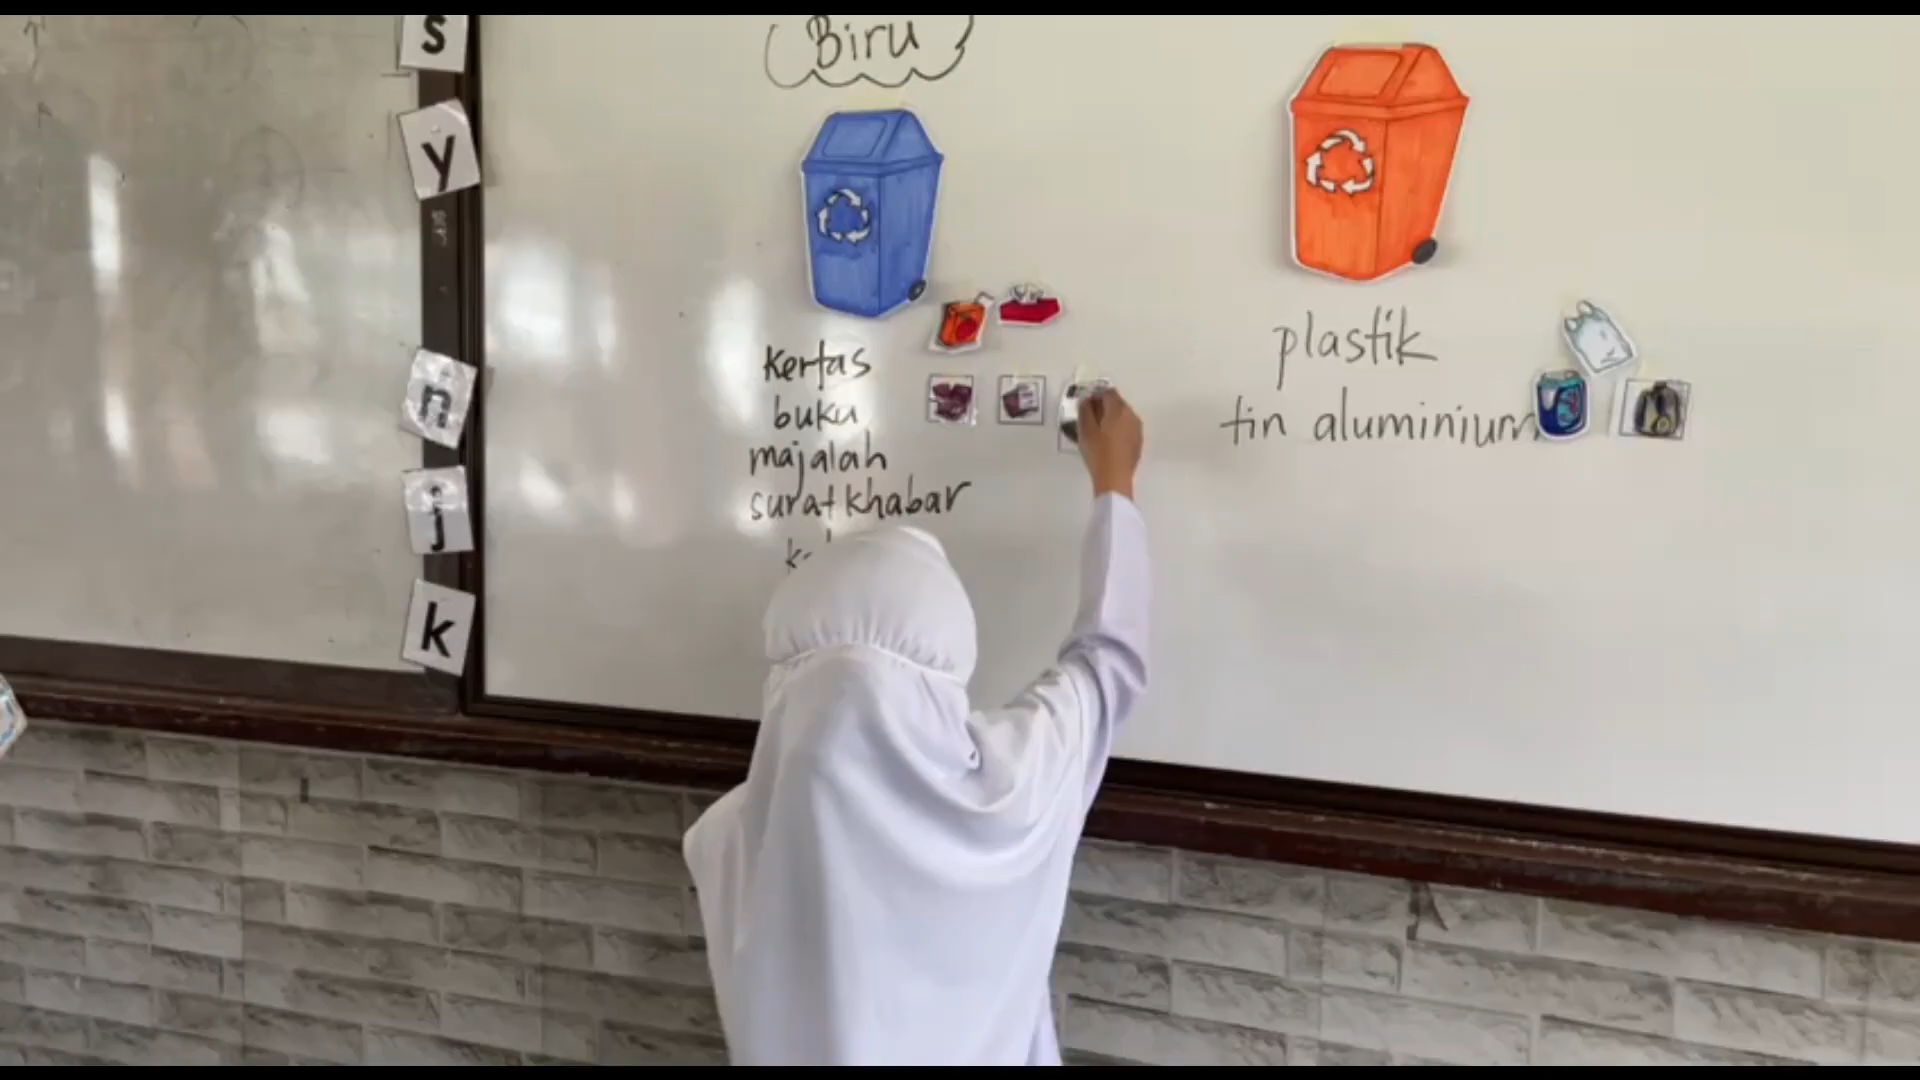 s
y
n
j
k
Biru
kertas
buku
majalah
surat khabar
plastik
tin aluminium